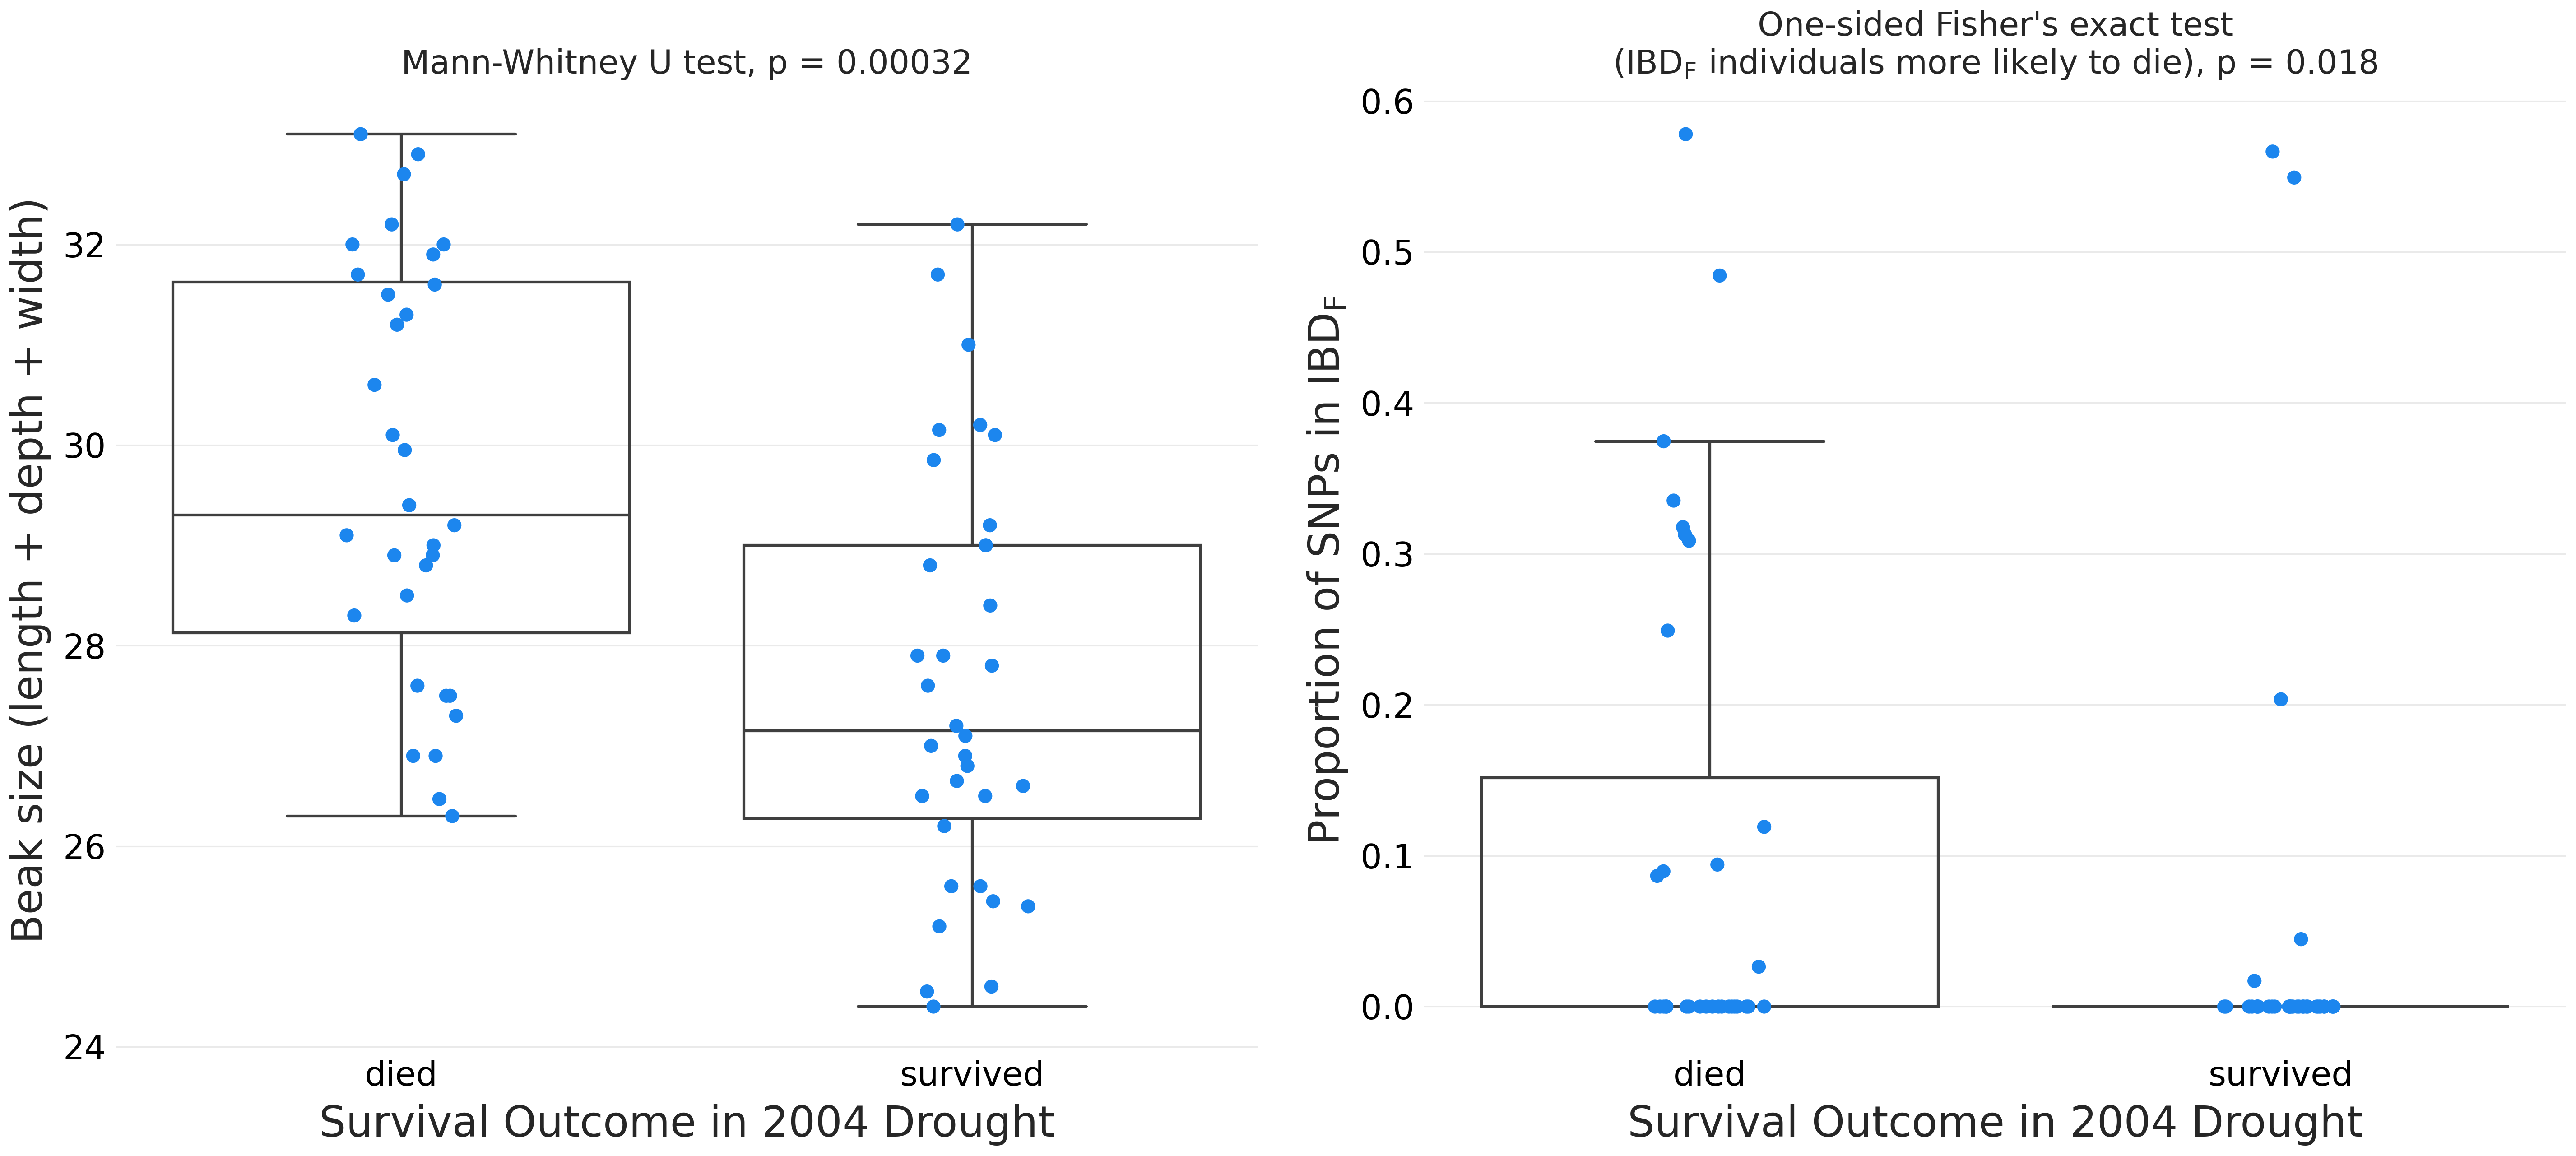 Mann-Whitney U test, p = 0.00032
Beak size (length + depth + width)
32
30
28
26
24
died
survived
Survival Outcome in 2004 Drought
One-sided Fisher's exact test
(IBD_F individuals more likely to die), p = 0.018
Proportion of SNPs in IBD_F
0.6
0.5
0.4
0.3
0.2
0.1
0.0
died
survived
Survival Outcome in 2004 Drought